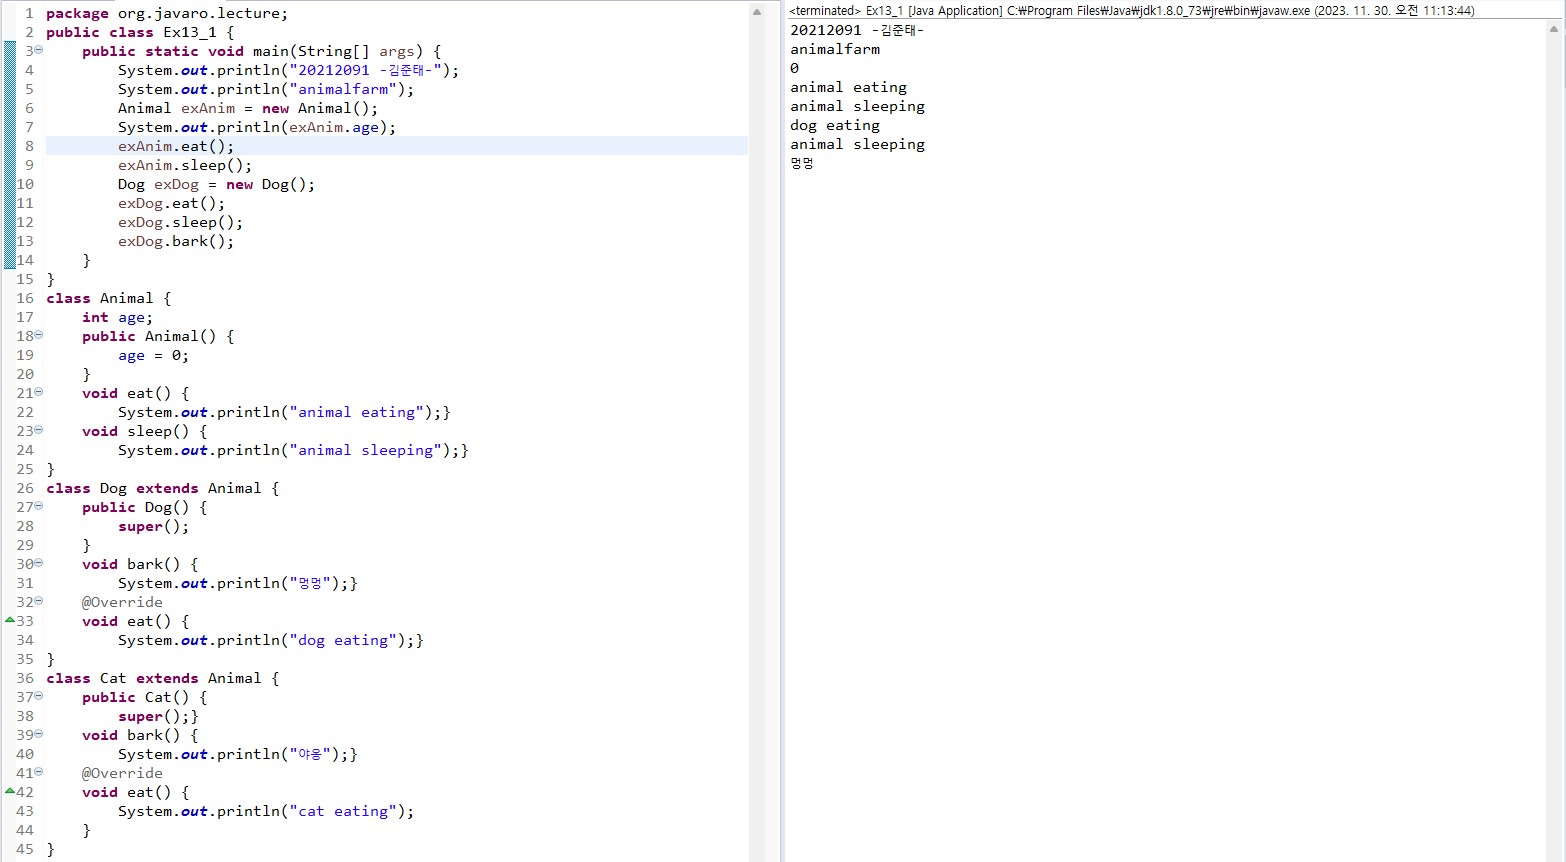 1 package org.javaro.lecture;
2 public class Ex13_1 {
3 public static void main(String[] args) {
4 System.out.println("20212091 -김준태-");
5 System.out.println("animalfarm");
6 Animal exAnim = new Animal();
7 System.out.println(exAnim.age);
8 exAnim.eat();
9 exAnim.sleep();
10 Dog exDog = new Dog();
11 exDog.eat();
12 exDog.sleep();
13 exDog.bark();
14 }
15 }
16 class Animal {
17 int age;
18 public Animal() {
19 age = 0;
20 }
21 void eat() {
22 System.out.println("animal eating");}
23 void sleep() {
24 System.out.println("animal sleeping");}
25 }
26 class Dog extends Animal {
27 public Dog() {
28 super();
29 }
30 void bark() {
31 System.out.println("멍멍");}
32 @Override
33 void eat() {
34 System.out.println("dog eating");}
35 }
36 class Cat extends Animal {
37 public Cat() {
38 super();}
39 void bark() {
40 System.out.println("야옹");}
41 @Override
42 void eat() {
43 System.out.println("cat eating");
44 }
45 }
<terminated> Ex13_1 [Java Application] C:₩Program Files₩Java₩jdk1.8.0_73₩jre₩bin₩javaw.exe (2023. 11. 30. 오전 11:13:44)
20212091 -김준태-
animalfarm
0
animal eating
animal sleeping
dog eating
animal sleeping
멍멍